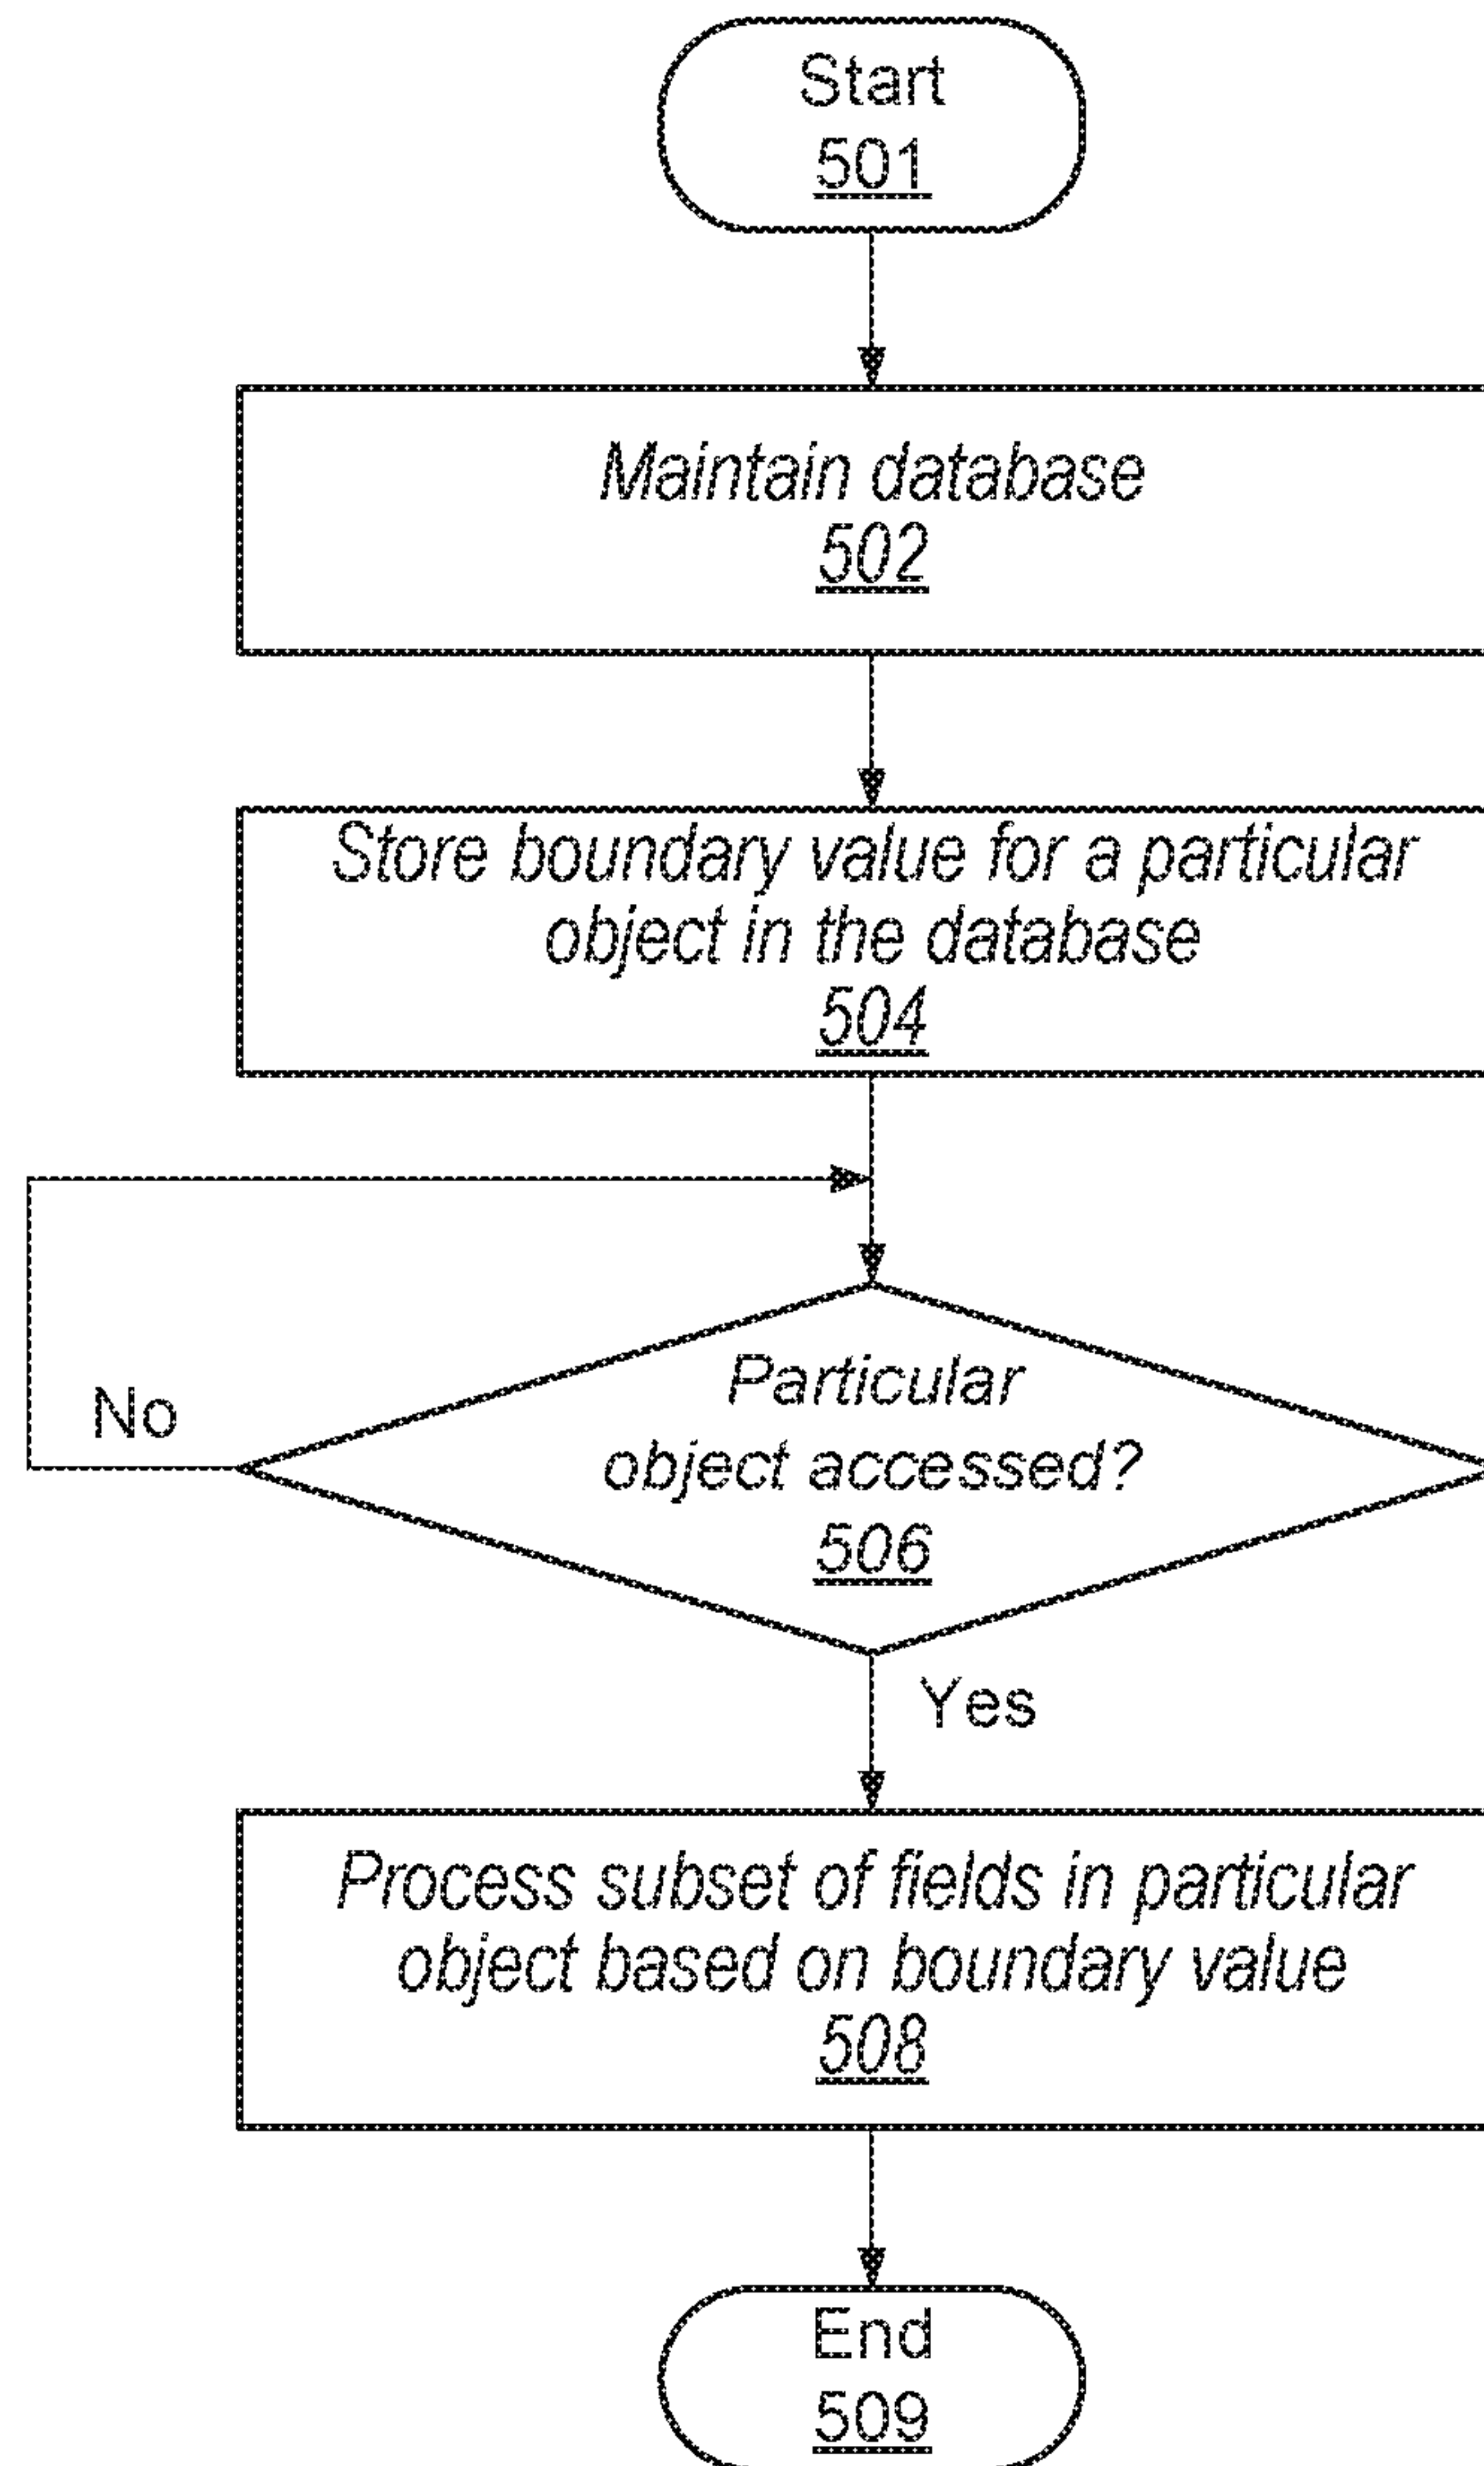 Start
501
Maintain database
502
Store boundary value for a particular
object in the database
504
Particular
object accessed?
506
No
Yes
Process subset of fields in particular
object based on boundary value
508
End
509